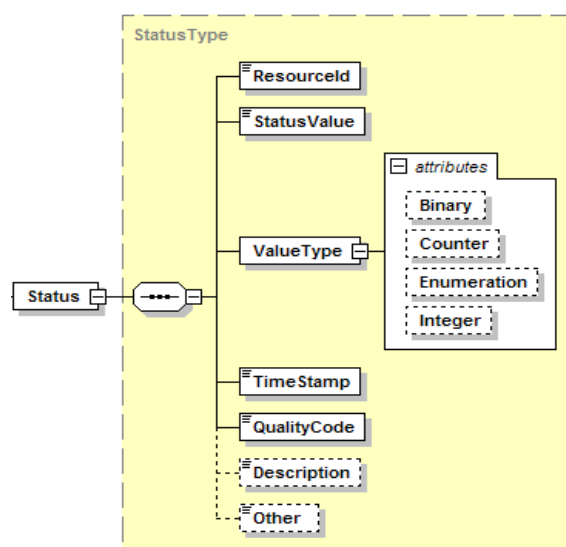 StatusType
ResourceId
StatusValue
attributes
Binary
ValueType
Counter
Enumeration
Status
Integer
TimeStamp
QualityCode
Description
Other